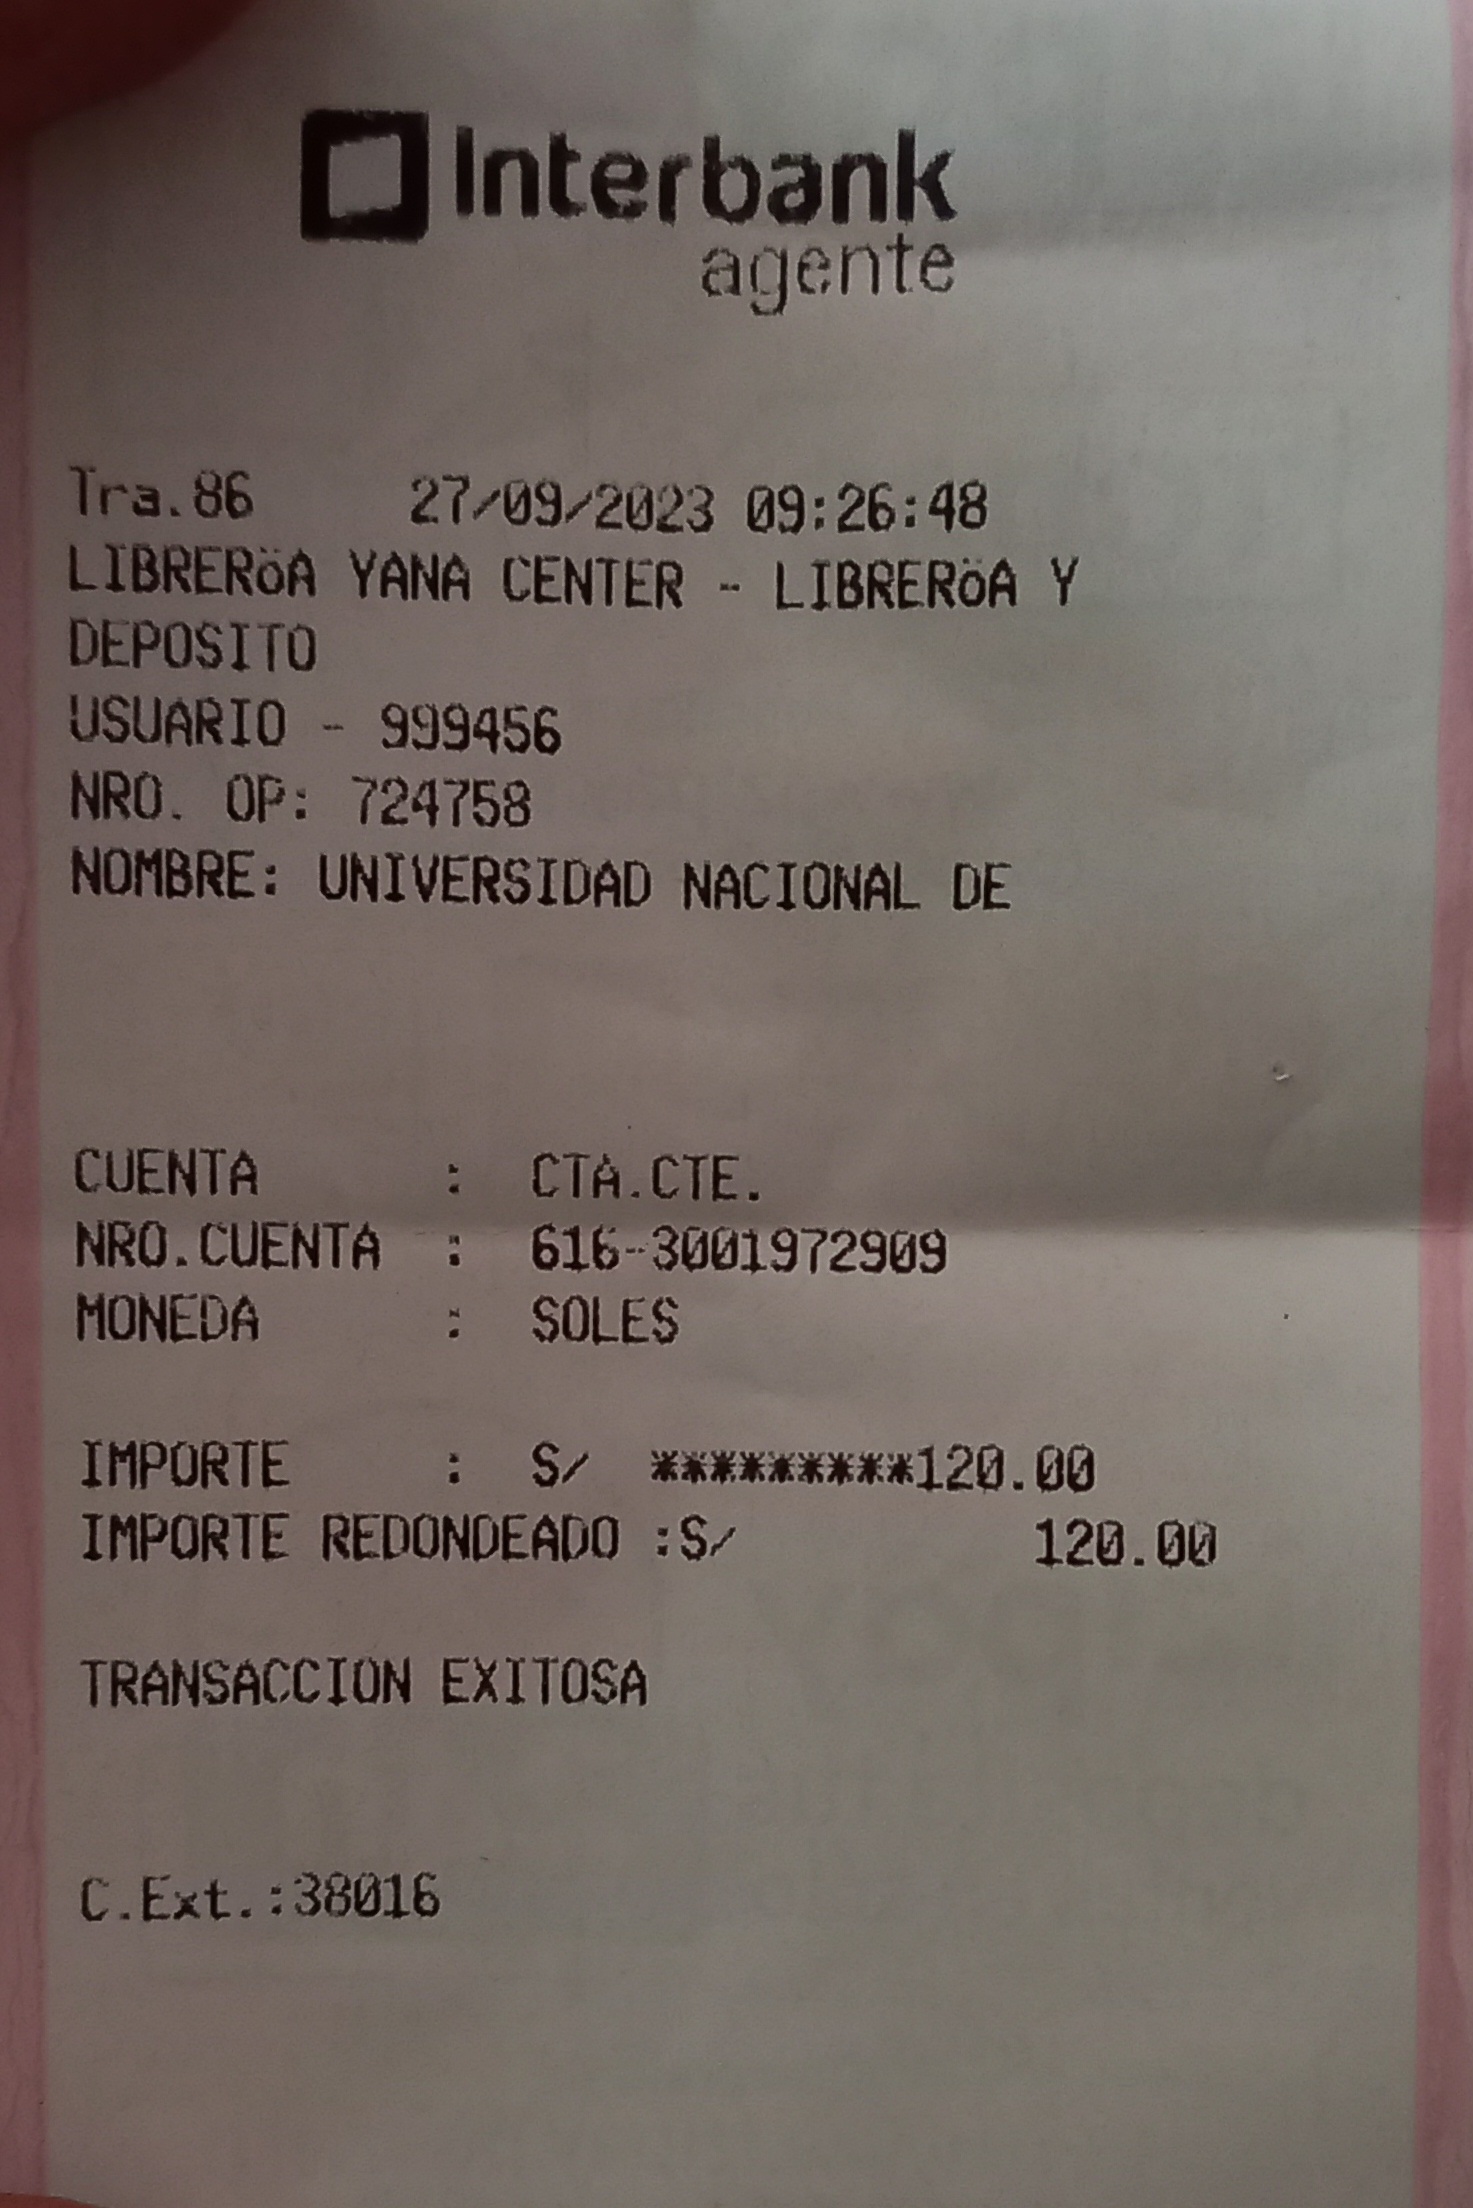 Interbank
agente
Tra.86 27/09/2023 09:26:48
LIBRERöA YANA CENTER - LIBRERöA Y
DEPOSITO
USUARIO - 999456
NRO. OP: 724758
NOMBRE: UNIVERSIDAD NACIONAL DE
CUENTA : CTA.CTE.
NRO.CUENTA : 616-3001972909
MONEDA : SOLES
IMPORTE : S/ *********120.00
IMPORTE REDONDEADO :S/ 120.00
TRANSACCION EXITOSA
C.Ext.:38016